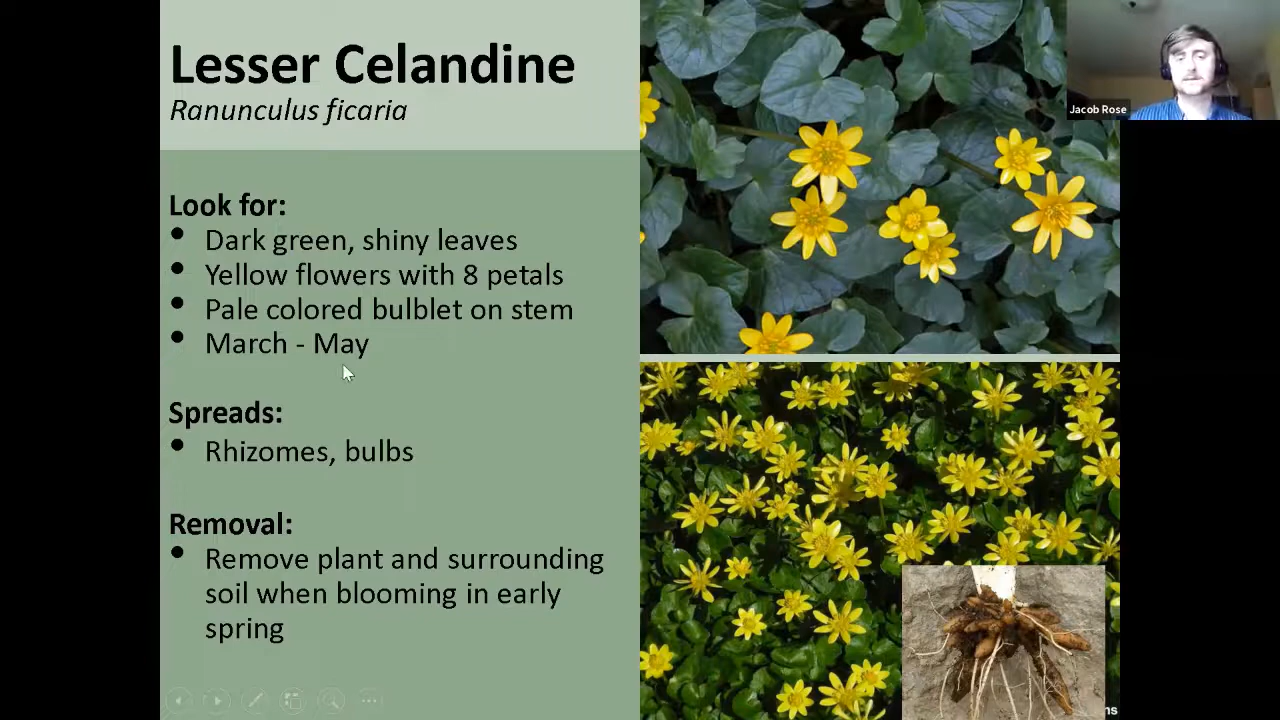 Lesser Celandine
Ranunculus ficaria
Jacob Rose
Look for:
• Dark green, shiny leaves
• Yellow flowers with 8 petals
• Pale colored bulblet on stem
• March - May
Spreads:
• Rhizomes, bulbs
Removal:
• Remove plant and surrounding
soil when blooming in early
spring